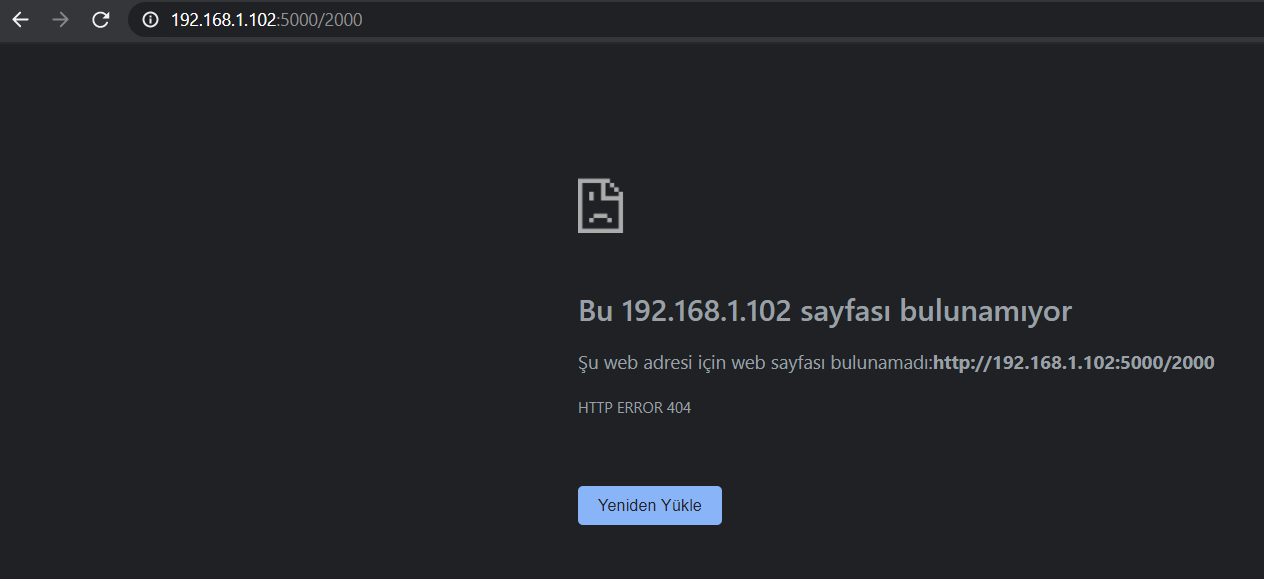 192.168.1.102:5000/2000
Bu 192.168.1.102 sayfası bulunamıyor
Şu web adresi için web sayfası bulunamadı:http://192.168.1.102:5000/2000
HTTP ERROR 404
Yeniden Yükle